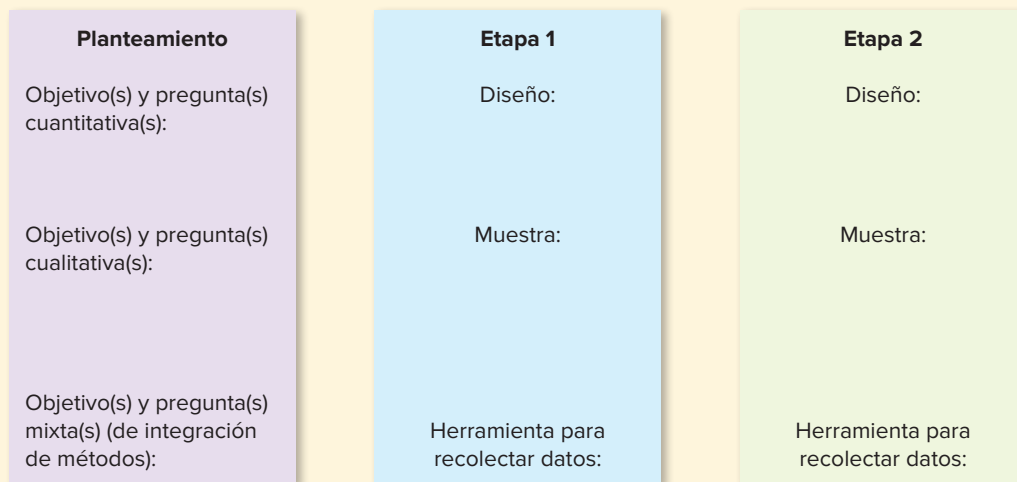 Planteamiento
Objetivo(s) y pregunta(s)
cuantitativa(s):
Objetivo(s) y pregunta(s)
cualitativa(s):
Objetivo(s) y pregunta(s)
mixta(s) (de integración
de métodos):
Etapa 1
Diseño:
Muestra:
Herramienta para
recolectar datos:
Etapa 2
Diseño:
Muestra:
Herramienta para
recolectar datos: